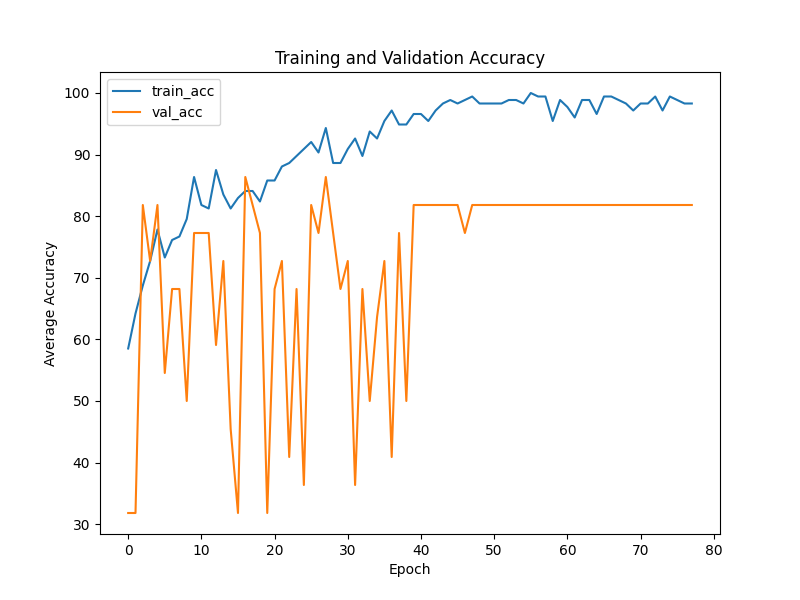 Training and Validation Accuracy
train_acc
val_acc
100
90
80
70
60
50
40
30
Average Accuracy
0 10 20 30 40 50 60 70 80
Epoch